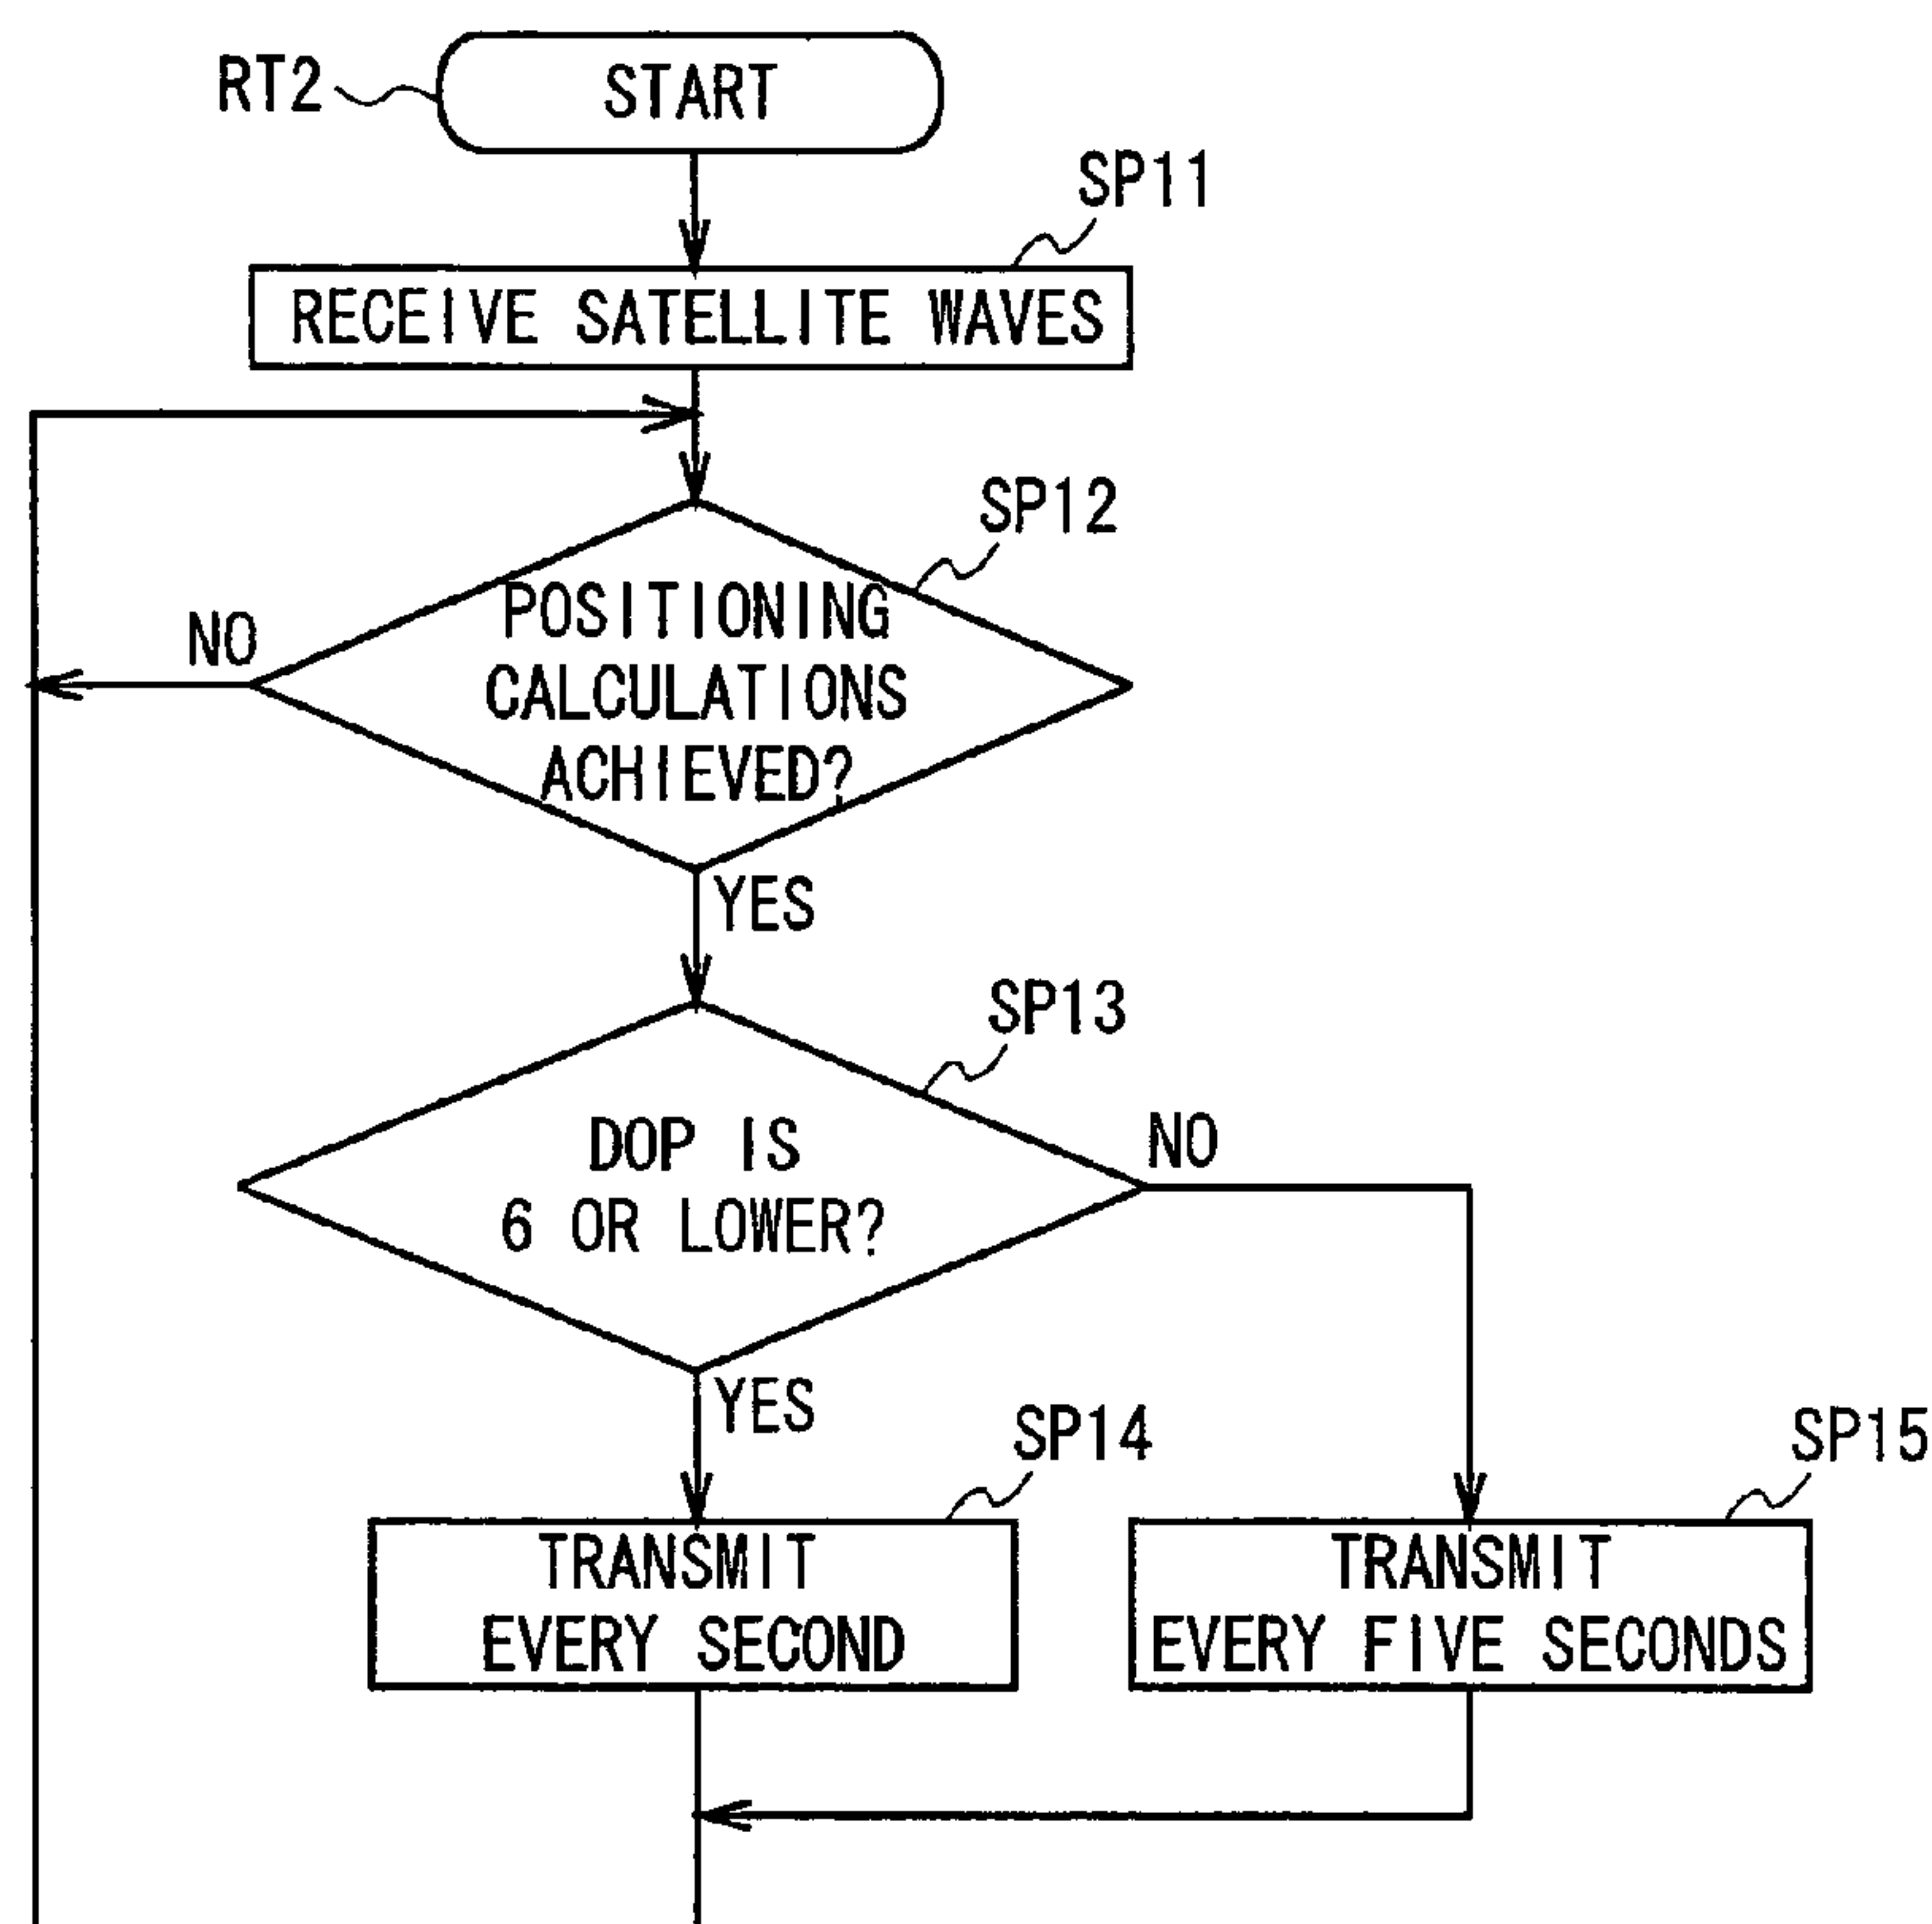 RT2
START
SP11
RECEIVE SATELLITE WAVES
SP12
POSITIONING
CALCULATIONS
ACHIEVED?
NO
YES
SP13
DOP IS
6 OR LOWER?
NO
YES
SP14
TRANSMIT
EVERY SECOND
SP15
TRANSMIT
EVERY FIVE SECONDS